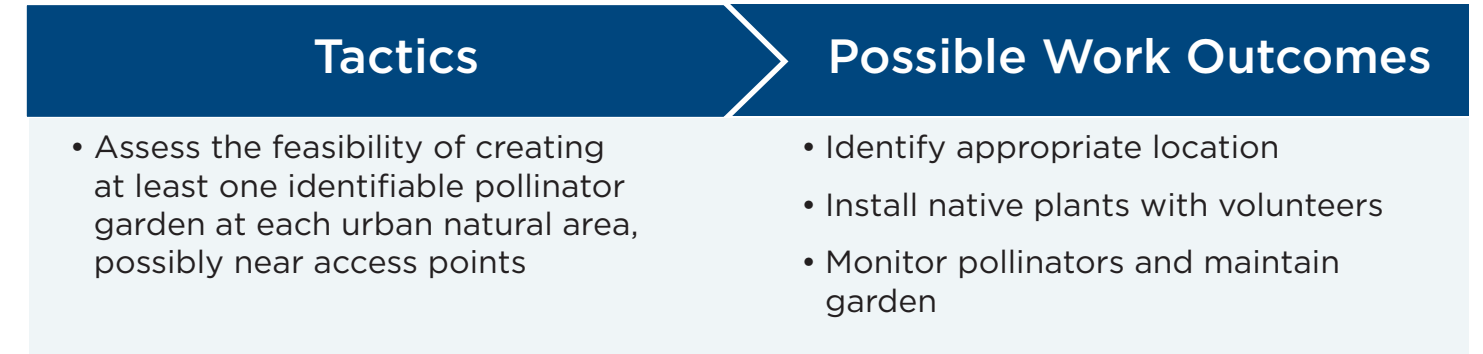 Tactics
Possible Work Outcomes
• Assess the feasibility of creating
at least one identifiable pollinator
garden at each urban natural area,
possibly near access points
• Identify appropriate location
• Install native plants with volunteers
• Monitor pollinators and maintain
garden